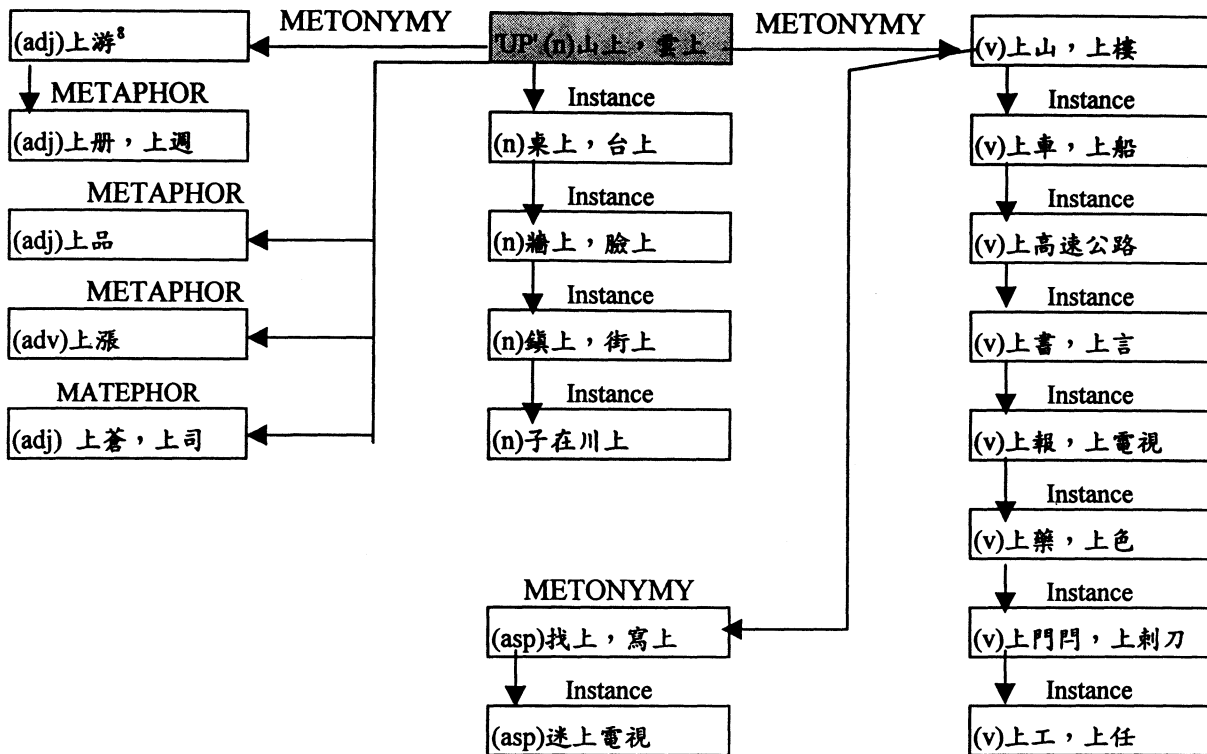 METONYMY
METONYMY
(adj)上游⁸
'UP'(n)山上，雲上
(v)上山，上樓
METAPHOR
Instance
Instance
(adj)上册，上週
(n)桌上，台上
(v)上車，上船
METAPHOR
Instance
Instance
(adj)上品
(n)牆上，臉上
(v)上高速公路
METAPHOR
Instance
Instance
(adv)上漲
(n)鎮上，街上
(v)上書，上言
MATEPHOR
Instance
Instance
(adj) 上蒼，上司
(n)子在川上
(v)上報，上電視
Instance
(v)上藥，上色
METONYMY
Instance
(asp)找上，寫上
(v)上門閂，上刺刀
Instance
Instance
(asp)迷上電視
(v)上工，上任